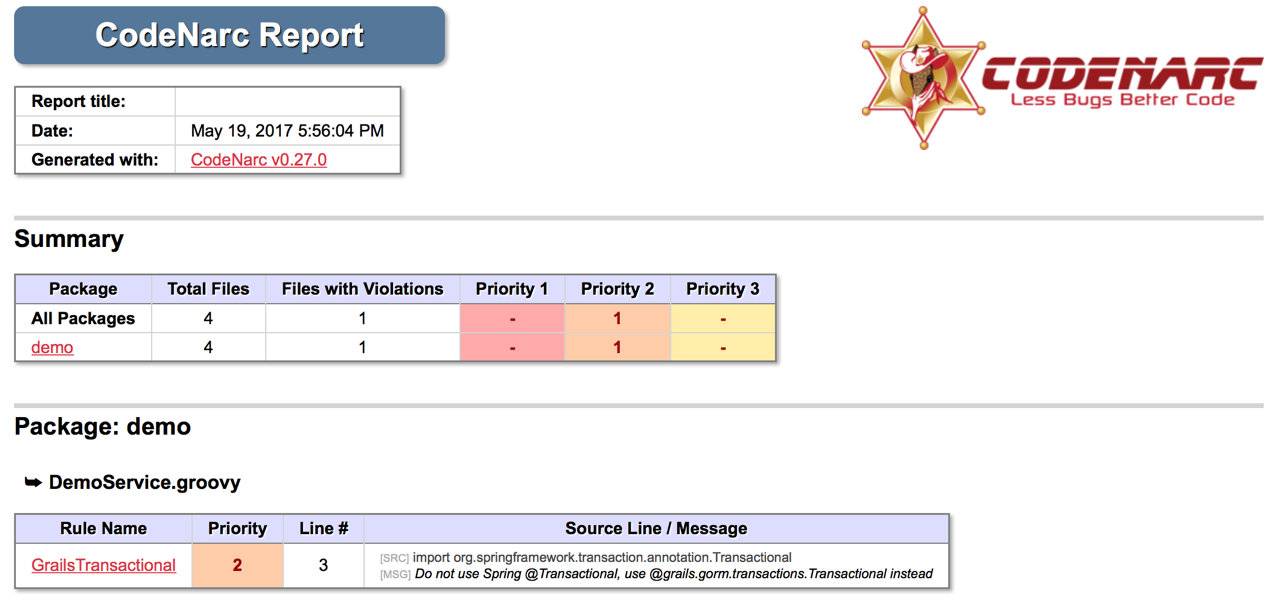 CodeNarc Report
CODENARC
Less Bugs Better Code
Report title:
Date: May 19, 2017 5:56:04 PM
Generated with: CodeNarc v0.27.0
Summary
Package Total Files Files with Violations Priority 1 Priority 2 Priority 3
All Packages 4 1 - 1 -
demo 4 1 - 1 -
Package: demo
➥ DemoService.groovy
Rule Name Priority Line # Source Line / Message
GrailsTransactional 2 3 [SRC] import org.springframework.transaction.annotation.Transactional
[MSG] Do not use Spring @Transactional, use @grails.gorm.transactions.Transactional instead